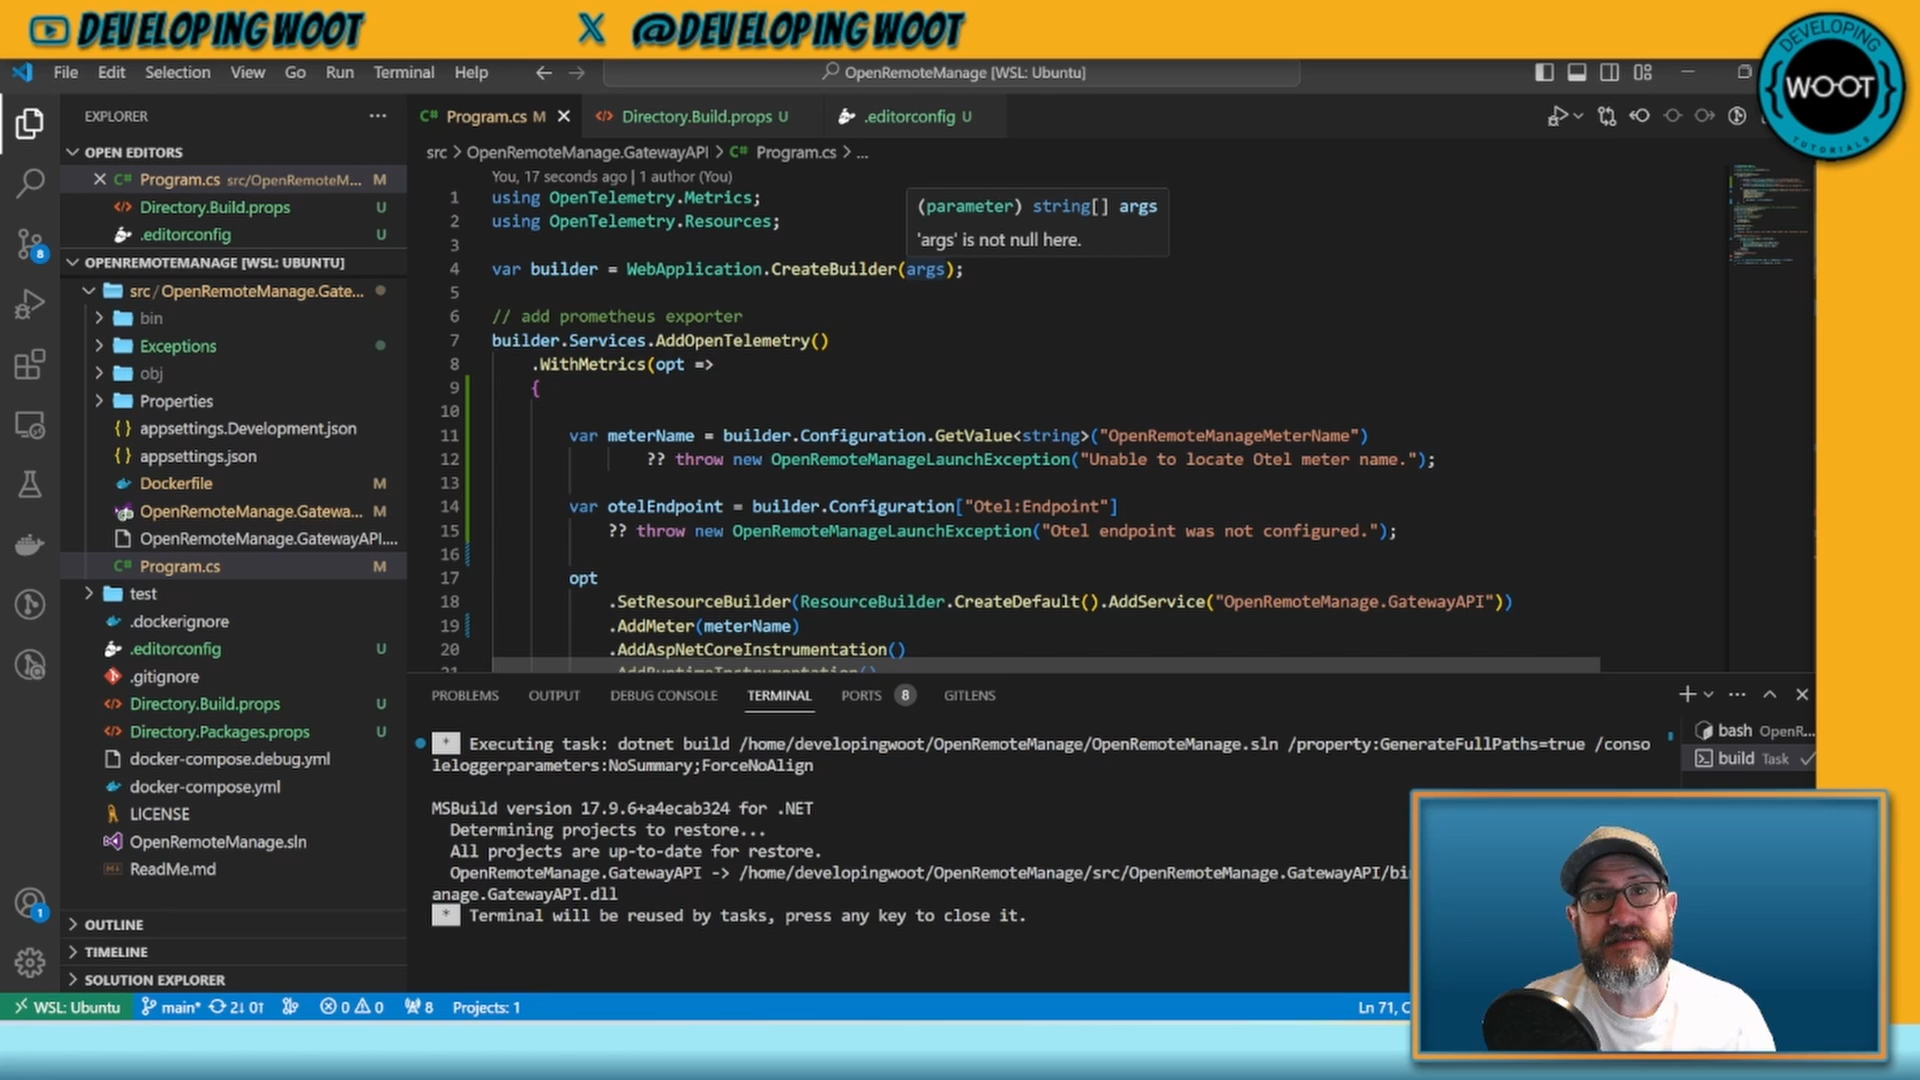 DEVELOPINGWOOT
@DEVELOPINGWOOT
DEVELOPING
WOOT
TUTORIALS
File Edit Selection View Go Run Terminal Help
OpenRemoteManage [WSL: Ubuntu]
EXPLORER
OPEN EDITORS
Program.cs src/OpenRemoteM... M
Directory.Build.props U
.editorconfig U
OPENREMOTEMANAGE [WSL: UBUNTU]
src/OpenRemoteManage.Gate...
bin
Exceptions
obj
Properties
{} appsettings.Development.json
{} appsettings.json
Dockerfile M
OpenRemoteManage.Gatewa... M
OpenRemoteManage.GatewayAPI....
C# Program.cs M
test
.dockerignore
.editorconfig U
.gitignore
Directory.Build.props U
Directory.Packages.props U
docker-compose.debug.yml
docker-compose.yml
LICENSE
OpenRemoteManage.sln
ReadMe.md
OUTLINE
TIMELINE
SOLUTION EXPLORER
8
1
C# Program.cs M
Directory.Build.props U
.editorconfig U
src > OpenRemoteManage.GatewayAPI > C# Program.cs > ...
You, 17 seconds ago | 1 author (You)
(parameter) string[] args
'args' is not null here.
1 using OpenTelemetry.Metrics;
2 using OpenTelemetry.Resources;
3
4 var builder = WebApplication.CreateBuilder(args);
5
6 // add prometheus exporter
7 builder.Services.AddOpenTelemetry()
8 .WithMetrics(opt =>
9 {
10
11 var meterName = builder.Configuration.GetValue<string>("OpenRemoteManageMeterName")
12 ?? throw new OpenRemoteManageLaunchException("Unable to locate Otel meter name.");
13
14 var otelEndpoint = builder.Configuration["Otel:Endpoint"]
15 ?? throw new OpenRemoteManageLaunchException("Otel endpoint was not configured.");
16
17 opt
18 .SetResourceBuilder(ResourceBuilder.CreateDefault().AddService("OpenRemoteManage.GatewayAPI"))
19 .AddMeter(meterName)
20 .AddAspNetCoreInstrumentation()
21 .AddRuntimeInstrumentation()
PROBLEMS OUTPUT DEBUG CONSOLE TERMINAL PORTS 8 GITLENS
* Executing task: dotnet build /home/developingwoot/OpenRemoteManage/OpenRemoteManage.sln /property:GenerateFullPaths=true /conso
leloggerparameters:NoSummary;ForceNoAlign
MSBuild version 17.9.6+a4ecab324 for .NET
Determining projects to restore...
All projects are up-to-date for restore.
OpenRemoteManage.GatewayAPI -> /home/developingwoot/OpenRemoteManage/src/OpenRemoteManage.GatewayAPI/bin
anage.GatewayAPI.dll
* Terminal will be reused by tasks, press any key to close it.
bash OpenR...
build Task
WSL: Ubuntu main* 2↓ 0↑ 0 0 8 Projects: 1
Ln 71, C